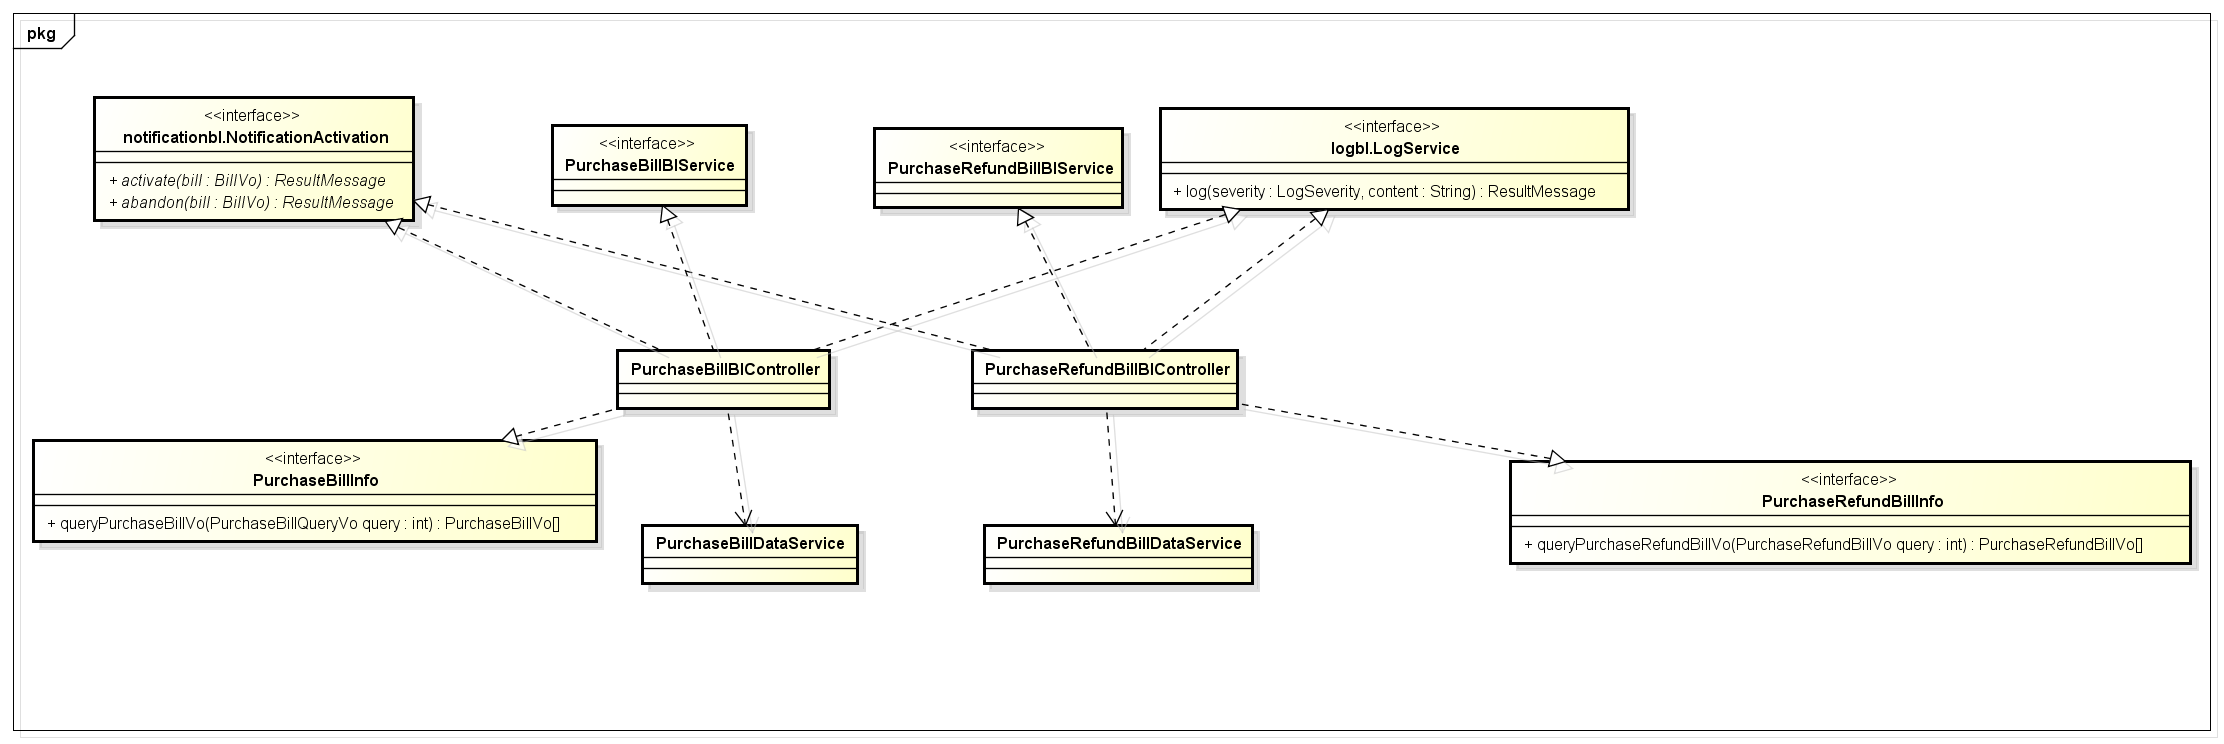 pkg
<<interface>>
notificationbl.NotificationActivation
+ activate(bill : BillVo) : ResultMessage
+ abandon(bill : BillVo) : ResultMessage
<<interface>>
PurchaseBillBlService
<<interface>>
PurchaseRefundBillBlService
<<interface>>
logbl.LogService
+ log(severity : LogSeverity, content : String) : ResultMessage
PurchaseBillBlController
PurchaseRefundBillBlController
<<interface>>
PurchaseBillInfo
+ queryPurchaseBillVo(PurchaseBillQueryVo query : int) : PurchaseBillVo[]
PurchaseBillDataService
PurchaseRefundBillDataService
<<interface>>
PurchaseRefundBillInfo
+ queryPurchaseRefundBillVo(PurchaseRefundBillVo query : int) : PurchaseRefundBillVo[]